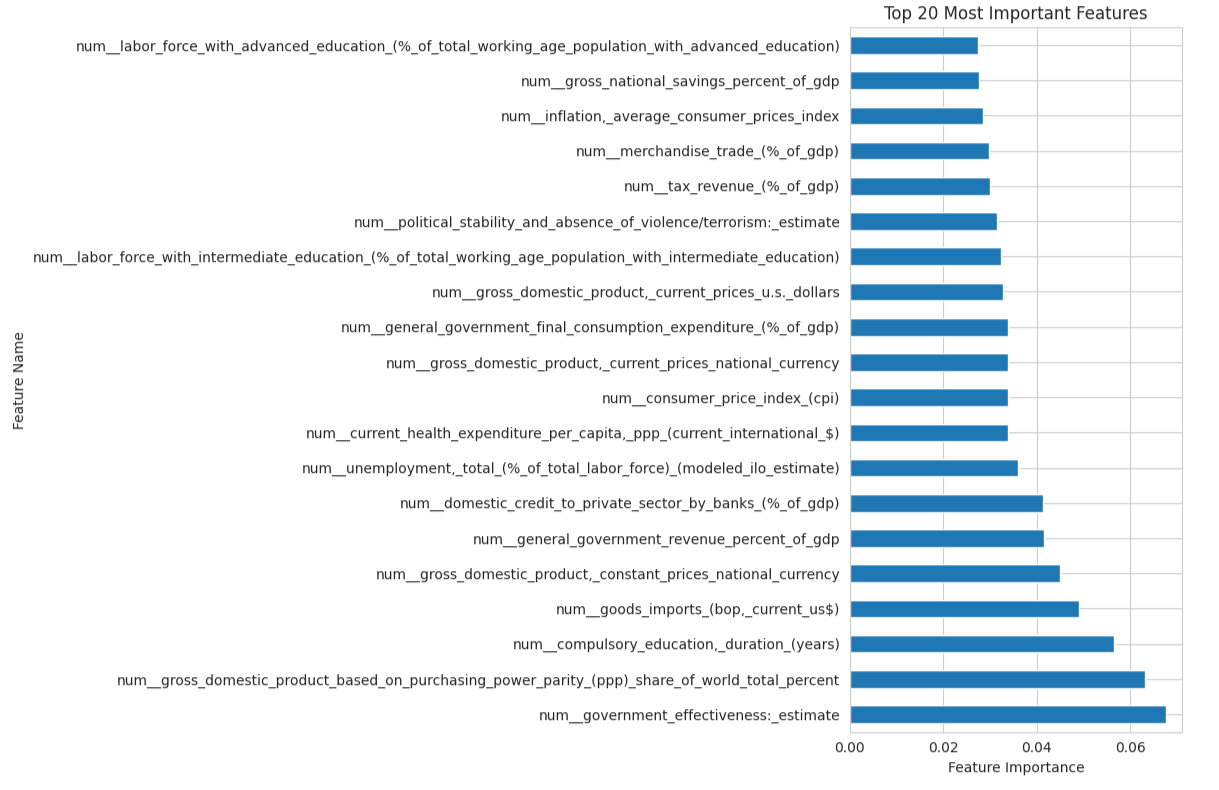 Top 20 Most Important Features
num__labor_force_with_advanced_education_(%_of_total_working_age_population_with_advanced_education)
num__gross_national_savings_percent_of_gdp
num__inflation,_average_consumer_prices_index
num__merchandise_trade_(%_of_gdp)
num__tax_revenue_(%_of_gdp)
num__political_stability_and_absence_of_violence/terrorism:_estimate
num__labor_force_with_intermediate_education_(%_of_total_working_age_population_with_intermediate_education)
num__gross_domestic_product,_current_prices_u.s._dollars
num__general_government_final_consumption_expenditure_(%_of_gdp)
num__gross_domestic_product,_current_prices_national_currency
num__consumer_price_index_(cpi)
num__current_health_expenditure_per_capita,_ppp_(current_international_$)
num__unemployment,_total_(%_of_total_labor_force)_(modeled_ilo_estimate)
num__domestic_credit_to_private_sector_by_banks_(%_of_gdp)
num__general_government_revenue_percent_of_gdp
num__gross_domestic_product,_constant_prices_national_currency
num__goods_imports_(bop,_current_us$)
num__compulsory_education,_duration_(years)
num__gross_domestic_product_based_on_purchasing_power_parity_(ppp)_share_of_world_total_percent
num__government_effectiveness:_estimate
Feature Name
0.00 0.02 0.04 0.06
Feature Importance